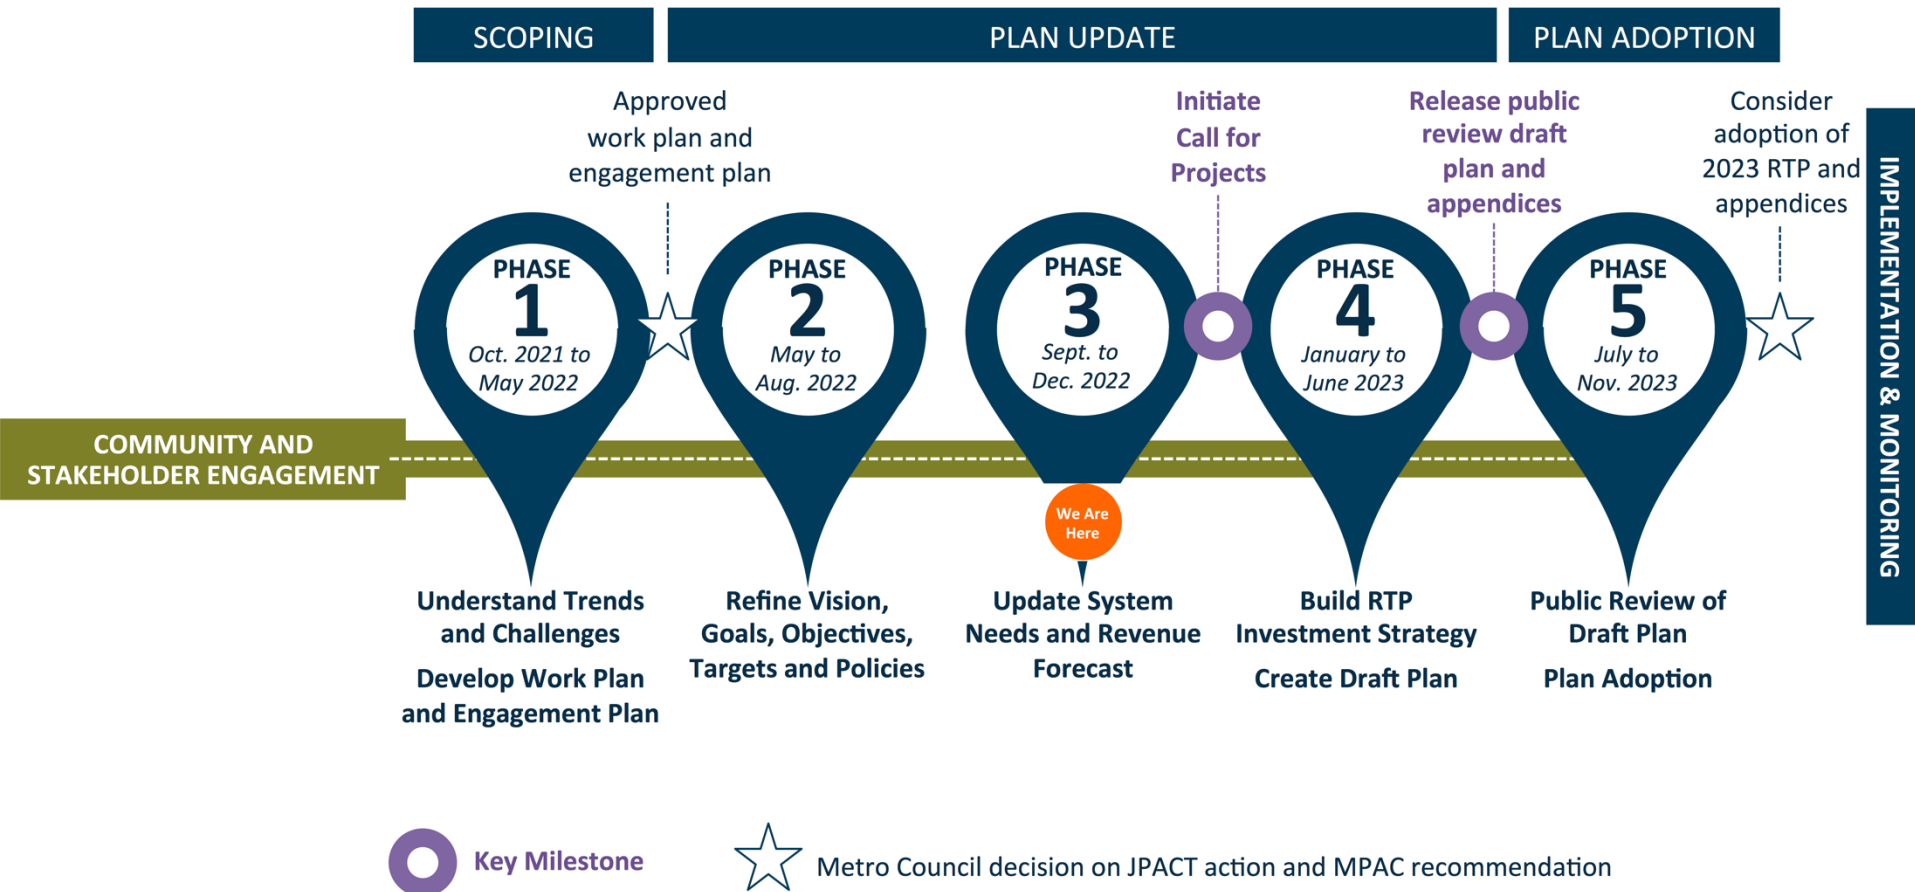 SCOPING
PLAN UPDATE
PLAN ADOPTION
Approved
work plan and
engagement plan
Initiate
Call for
Projects
Release public
review draft
plan and
appendices
Consider
adoption of
2023 RTP and
appendices
IMPLEMENTATION & MONITORING
PHASE
1
Oct. 2021 to
May 2022
PHASE
2
May to
Aug. 2022
PHASE
3
Sept. to
Dec. 2022
PHASE
4
January to
June 2023
PHASE
5
July to
Nov. 2023
COMMUNITY AND
STAKEHOLDER ENGAGEMENT
We Are
Here
Understand Trends
and Challenges
Develop Work Plan
and Engagement Plan
Refine Vision,
Goals, Objectives,
Targets and Policies
Update System
Needs and Revenue
Forecast
Build RTP
Investment Strategy
Create Draft Plan
Public Review of
Draft Plan
Plan Adoption
Key Milestone
Metro Council decision on JPACT action and MPAC recommendation